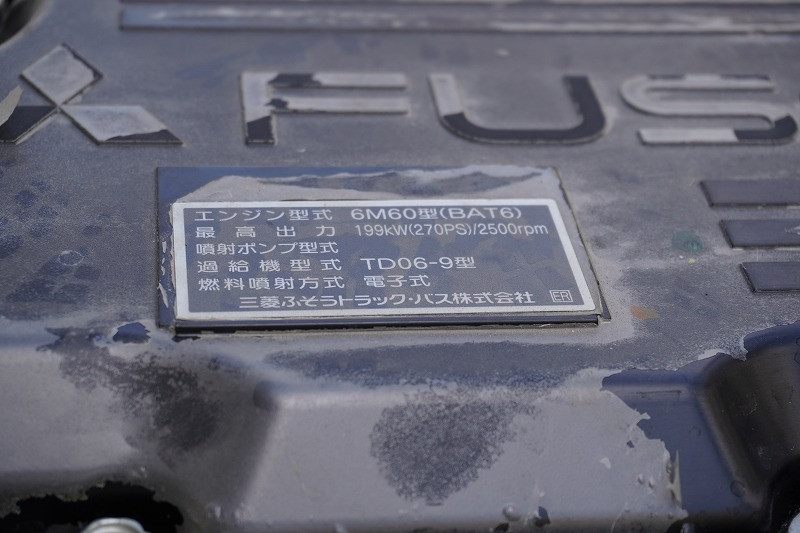 FUS
エンジン型式 6M60型(BAT6)
最高出力 199kW(270PS)/2500rpm
噴射ポンプ型式
過給機型式 TD06-9型
燃料噴射方式 電子式
三菱ふそうトラック・バス株式会社 ER